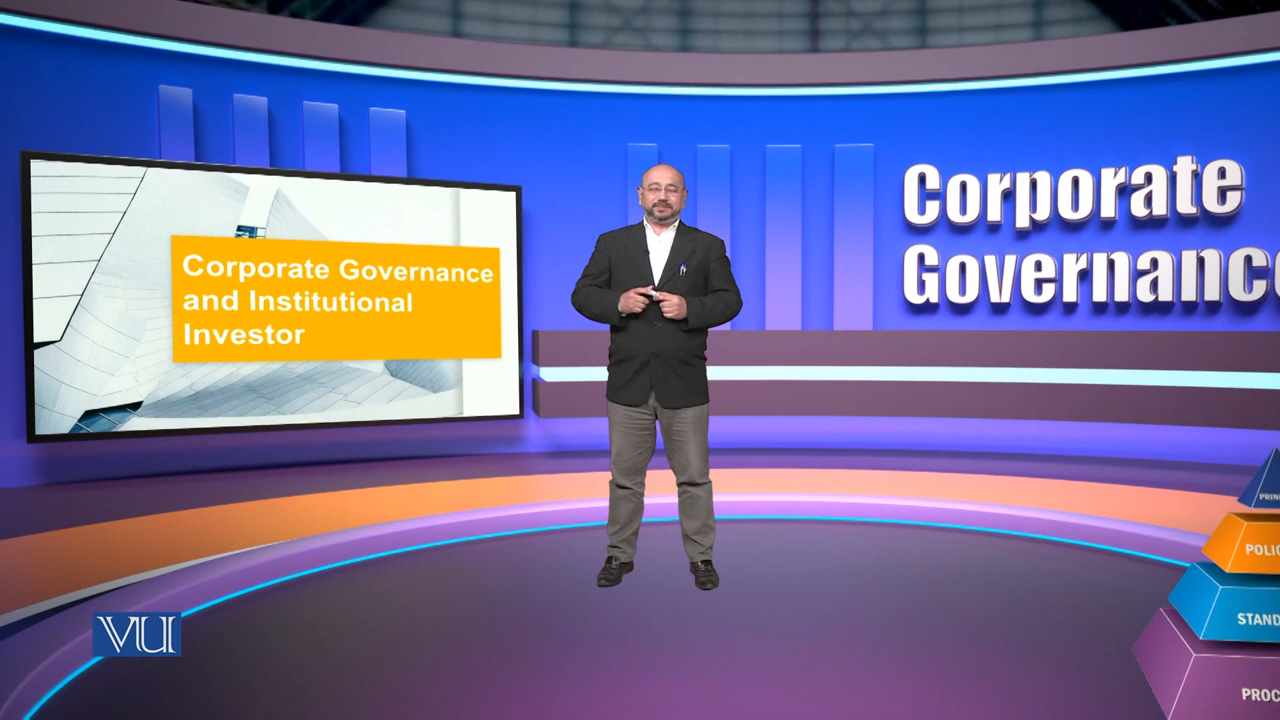 Corporate Governance
and Institutional
Investor
Corporate
Governance
VU